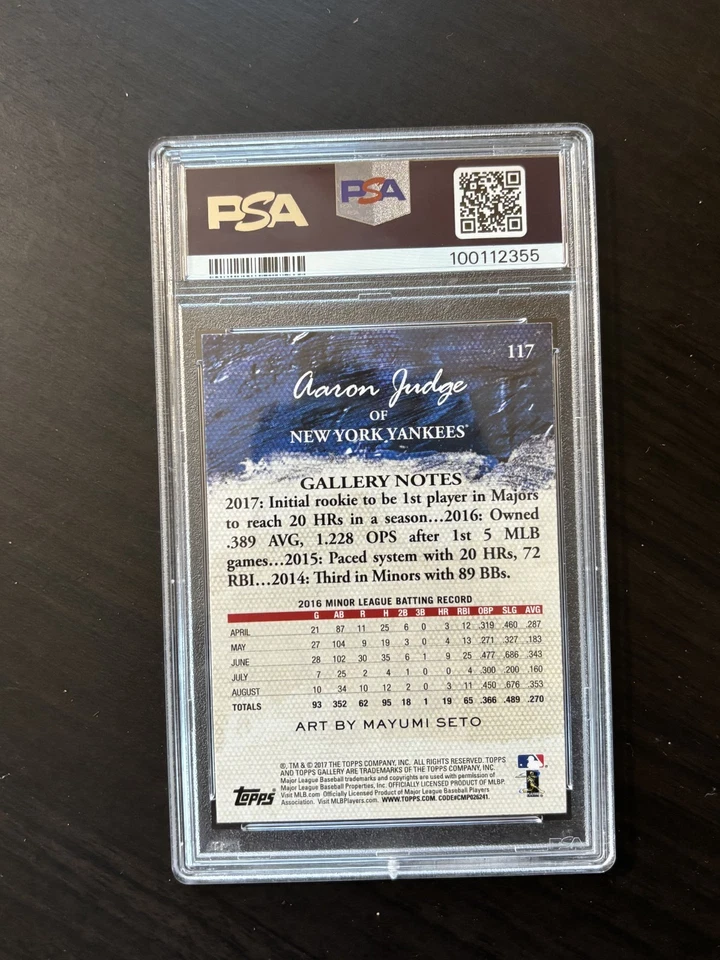 PSA PSA
100112355
117
Aaron Judge
OF
NEW YORK YANKEES
GALLERY NOTES
2017: Initial rookie to be 1st player in Majors
to reach 20 HRs in a season...2016: Owned
.389 AVG, 1.228 OPS after 1st 5 MLB
games...2015: Paced system with 20 HRs, 72
RBI...2014: Third in Minors with 89 BBs.
2016 MINOR LEAGUE BATTING RECORD
G AB R H 2B 3B HR RBI OBP SLG AVG
APRIL 21 87 11 25 6 0 3 12 .319 .460 .287
MAY 27 104 9 19 3 0 4 13 .271 .327 .183
JUNE 28 102 30 35 6 1 9 25 .477 .686 .343
JULY 7 25 2 4 1 0 0 4 .300 .200 .160
AUGUST 10 34 10 12 2 0 3 11 .450 .676 .353
TOTALS 93 352 62 95 18 1 19 65 .366 .489 .270
ART BY MAYUMI SETO
®, TM & © 2017 THE TOPPS COMPANY, INC. ALL RIGHTS RESERVED. TOPPS
AND TOPPS GALLERY ARE TRADEMARKS OF THE TOPPS COMPANY, INC
Major League Baseball trademarks and copyrights are used with permission of
Major League Baseball Properties, Inc. OFFICIALLY LICENSED PRODUCT OF MLBP.
Visit MLB.com Officially Licensed Product of Major League Baseball Players
Association. Visit MLBPlayers.com. WWW.TOPPS.COM. CODE#CMP026241.
Topps
PSA